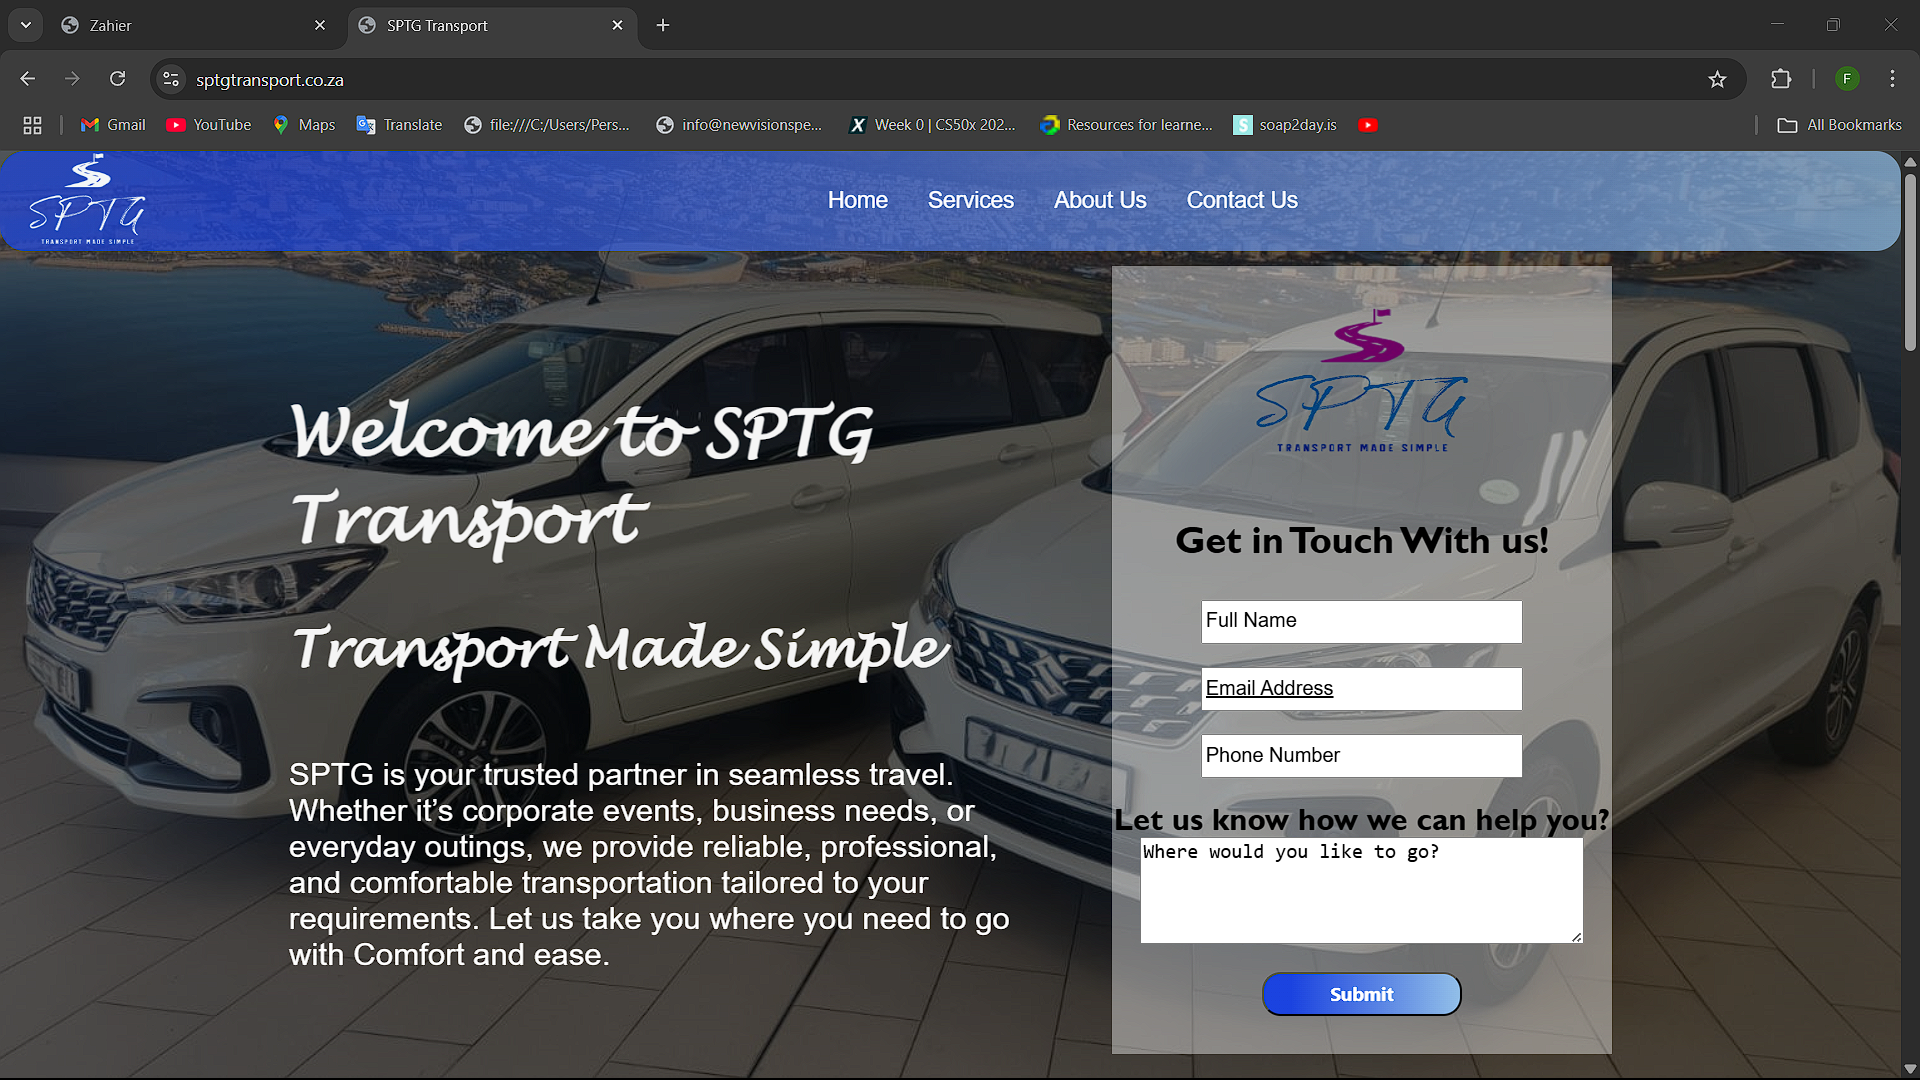 Zahier
SPTG Transport
sptgtransport.co.za
F
Gmail
YouTube
Maps
Translate
file:///C:/Users/Pers...
info@newvisionspe...
Week 0 | CS50x 202...
Resources for learne...
soap2day.is
All Bookmarks
SPTG
TRANSPORT MADE SIMPLE
Home
Services
About Us
Contact Us
Welcome to SPTG
Transport
Transport Made Simple
SPTG is your trusted partner in seamless travel.
Whether it’s corporate events, business needs, or
everyday outings, we provide reliable, professional,
and comfortable transportation tailored to your
requirements. Let us take you where you need to go
with Comfort and ease.
SPTG
TRANSPORT MADE SIMPLE
Get in Touch With us!
Full Name
Email Address
Phone Number
Let us know how we can help you?
Where would you like to go?
Submit